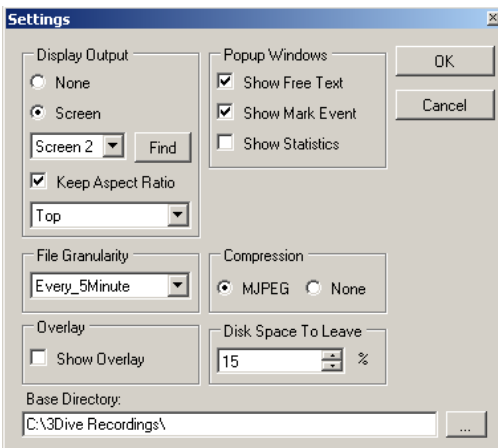 Settings
Display Output
None
Screen
Screen 2
Find
Keep Aspect Ratio
Top
Popup Windows
Show Free Text
Show Mark Event
Show Statistics
OK
Cancel
File Granularity
Every_5Minute
Compression
MJPEG None
Overlay
Show Overlay
Disk Space To Leave
15 %
Base Directory:
C:\3Dive Recordings\
...